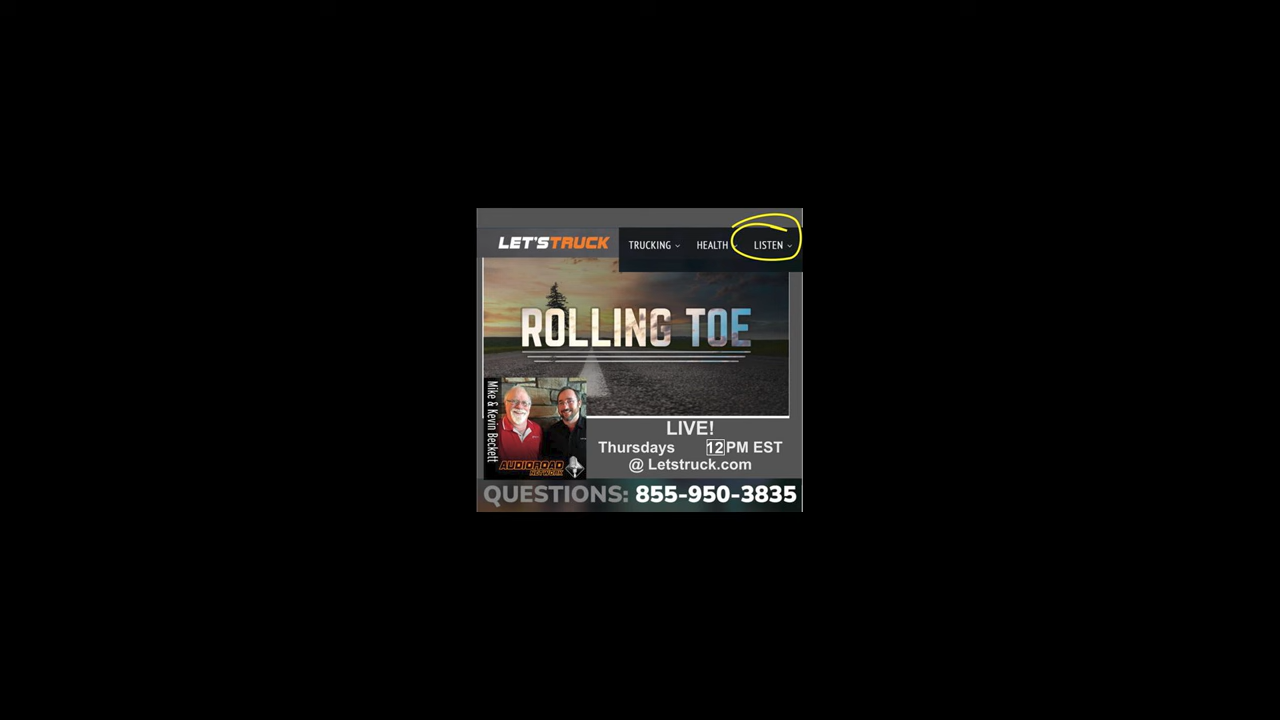 LET'STRUCK
TRUCKING
HEALTH
LISTEN
ROLLING TOE
Mike & Kevin Beckett
AUDIOROAD
NETWORK
LIVE!
Thursdays 12PM EST
@ Letstruck.com
QUESTIONS: 855-950-3835